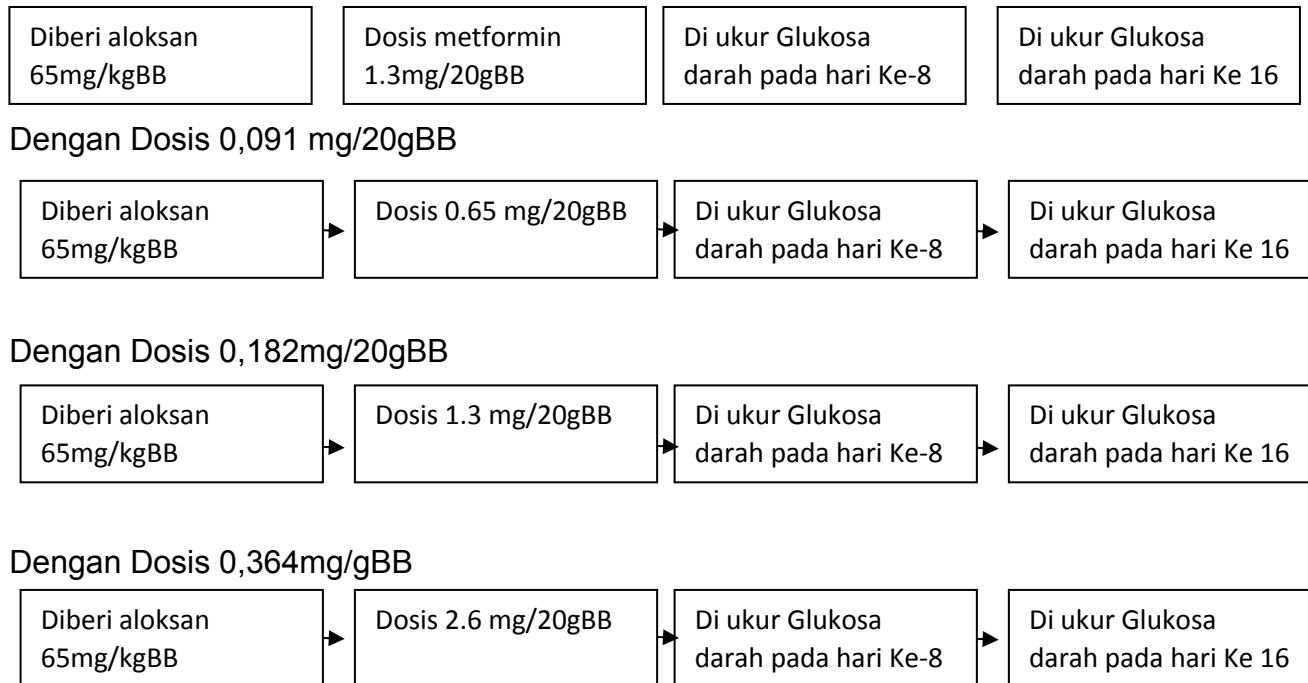 Diberi aloksan
65mg/kgBB
Dosis metformin
1.3mg/20gBB
Di ukur Glukosa
darah pada hari Ke-8
Di ukur Glukosa
darah pada hari Ke 16
Dengan Dosis 0,091 mg/20gBB
Diberi aloksan
65mg/kgBB
Dosis 0.65 mg/20gBB
Di ukur Glukosa
darah pada hari Ke-8
Di ukur Glukosa
darah pada hari Ke 16
Dengan Dosis 0,182mg/20gBB
Diberi aloksan
65mg/kgBB
Dosis 1.3 mg/20gBB
Di ukur Glukosa
darah pada hari Ke-8
Di ukur Glukosa
darah pada hari Ke 16
Dengan Dosis 0,364mg/gBB
Diberi aloksan
65mg/kgBB
Dosis 2.6 mg/20gBB
Di ukur Glukosa
darah pada hari Ke-8
Di ukur Glukosa
darah pada hari Ke 16